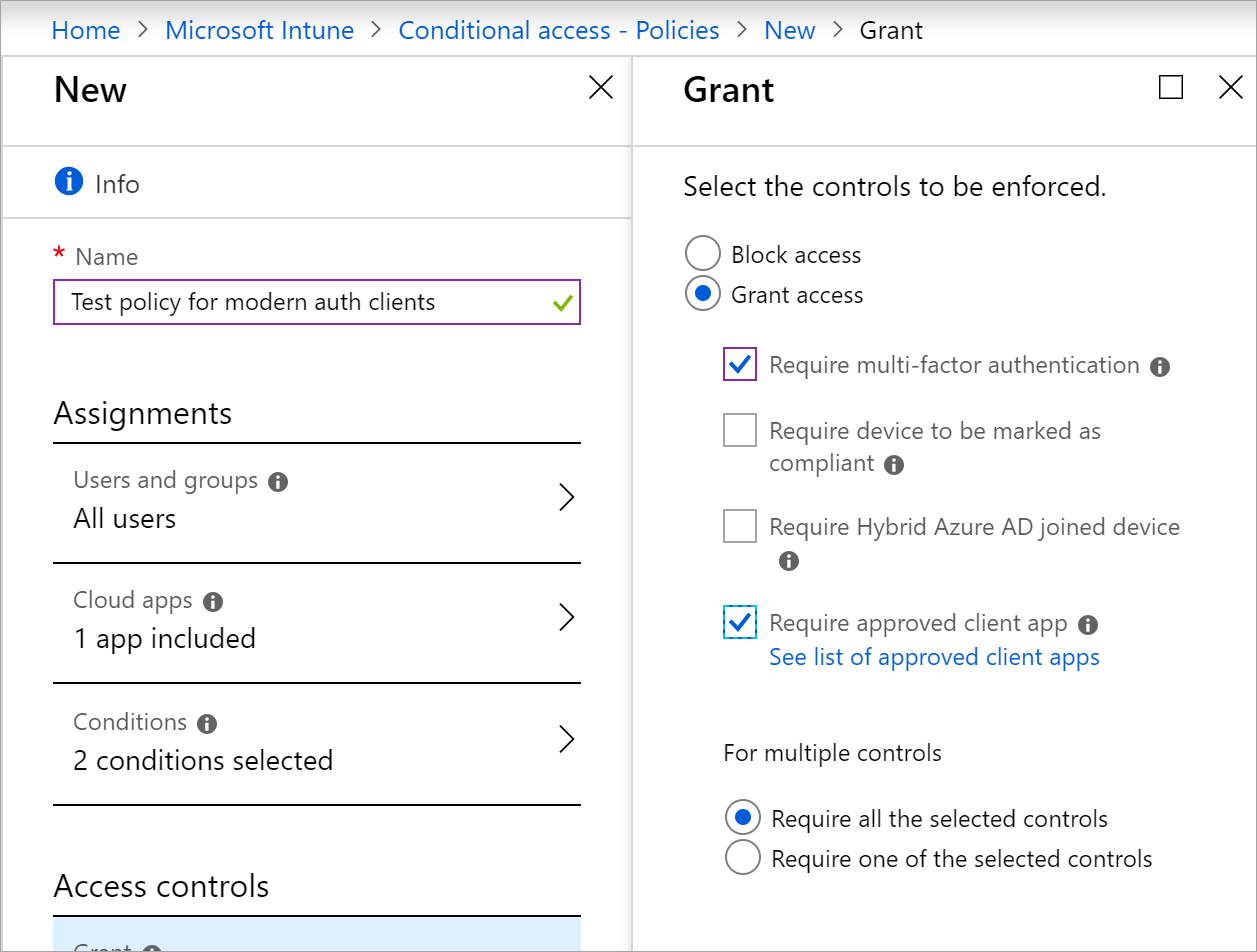 Home > Microsoft Intune > Conditional access - Policies > New > Grant
New
Info
* Name
Test policy for modern auth clients
Assignments
Users and groups
All users
Cloud apps
1 app included
Conditions
2 conditions selected
Access controls
Grant
Grant
Select the controls to be enforced.
Block access
Grant access
Require multi-factor authentication
Require device to be marked as
compliant
Require Hybrid Azure AD joined device
Require approved client app
See list of approved client apps
For multiple controls
Require all the selected controls
Require one of the selected controls